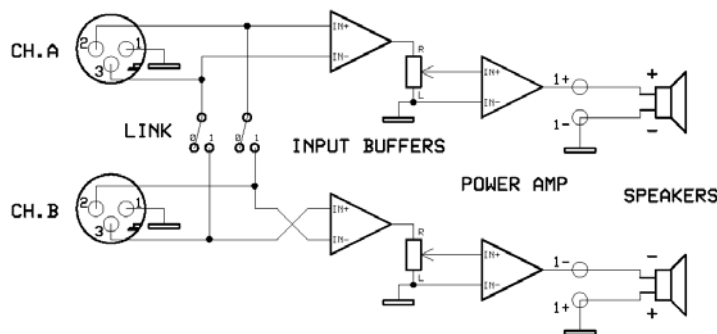 CH.A
2
1
3
IN+
IN-
R
L
IN+
IN-
1+
1-
+
-
LINK
0
1
0
1
INPUT BUFFERS
POWER AMP
SPEAKERS
CH.B
2
1
3
IN+
IN-
R
L
IN+
IN-
1-
1+
-
+